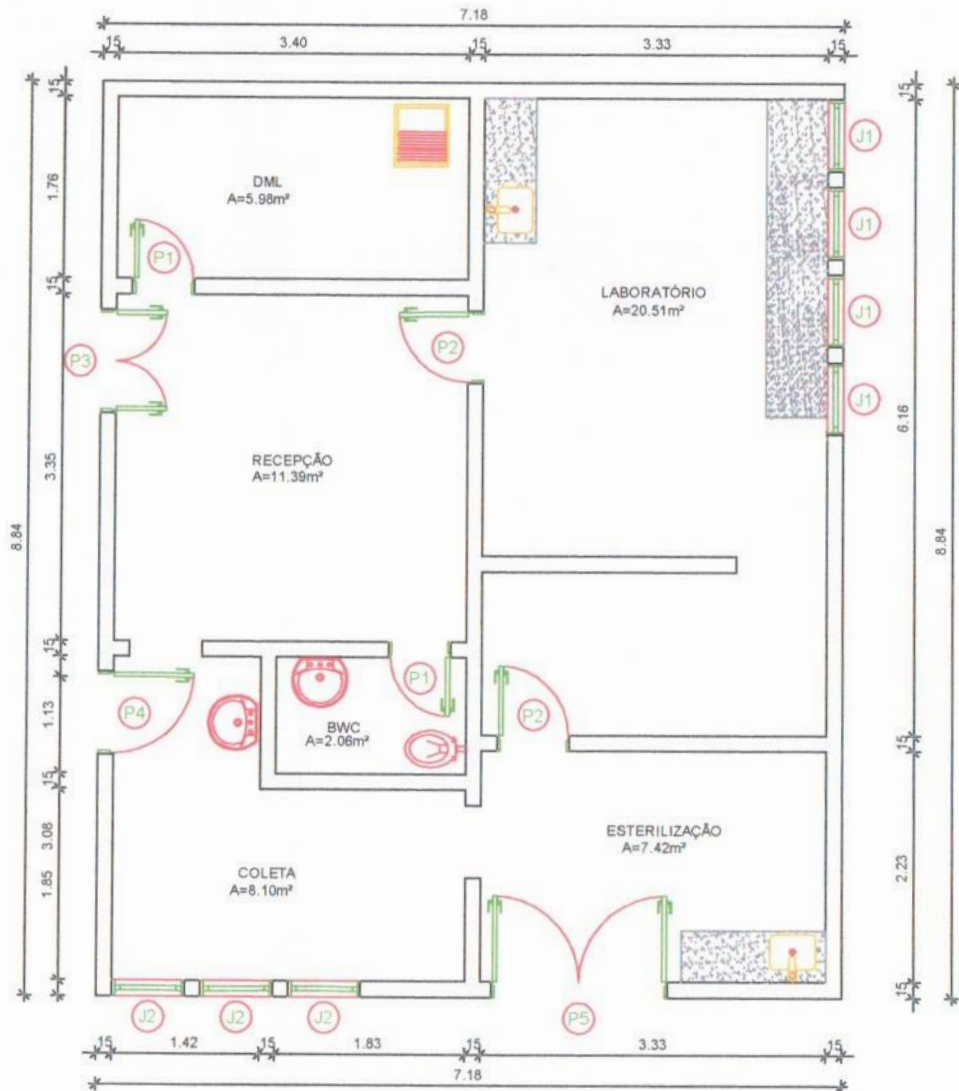 7.18
15 3.40 15 3.33 15
15
15
J1
1.76
DML
A=5.98m²
P1
J1
15
LABORATÓRIO
A=20.51m²
J1
P2
P3
J1
6.16
3.35
RECEPÇÃO
A=11.39m²
8.84
8.84
15
P1
P4
1.13
BWC
A=2.06m²
P2
15
15
3.08
1.85
ESTERILIZAÇÃO
A=7.42m²
COLETA
A=8.10m²
2.23
15
15
J2 J2 J2
P5
15 1.42 15 1.83 15 3.33 15
7.18